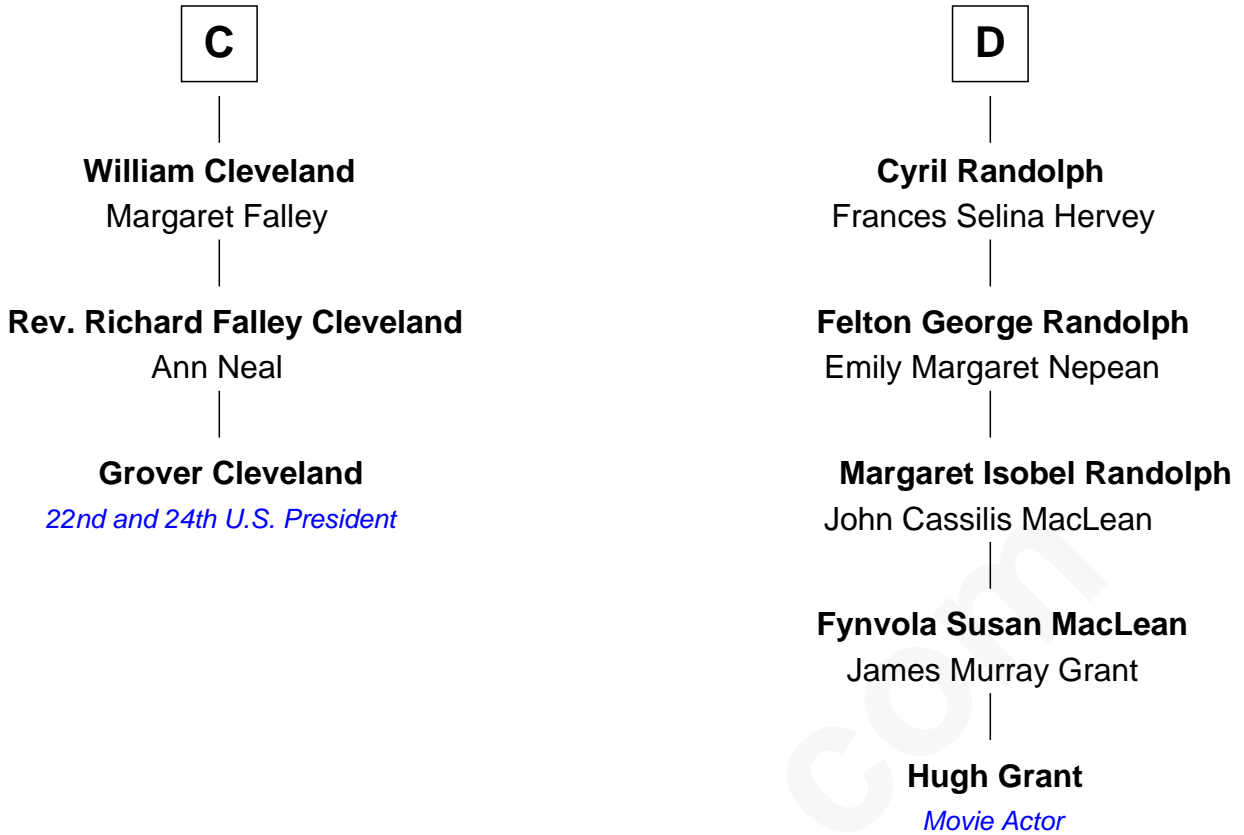 C
William Cleveland
Margaret Falley
Rev. Richard Falley Cleveland
Ann Neal
Grover Cleveland
22nd and 24th U.S. President
D
Cyril Randolph
Frances Selina Hervey
Felton George Randolph
Emily Margaret Nepean
Margaret Isobel Randolph
John Cassilis MacLean
Fynvola Susan MacLean
James Murray Grant
Hugh Grant
Movie Actor
com